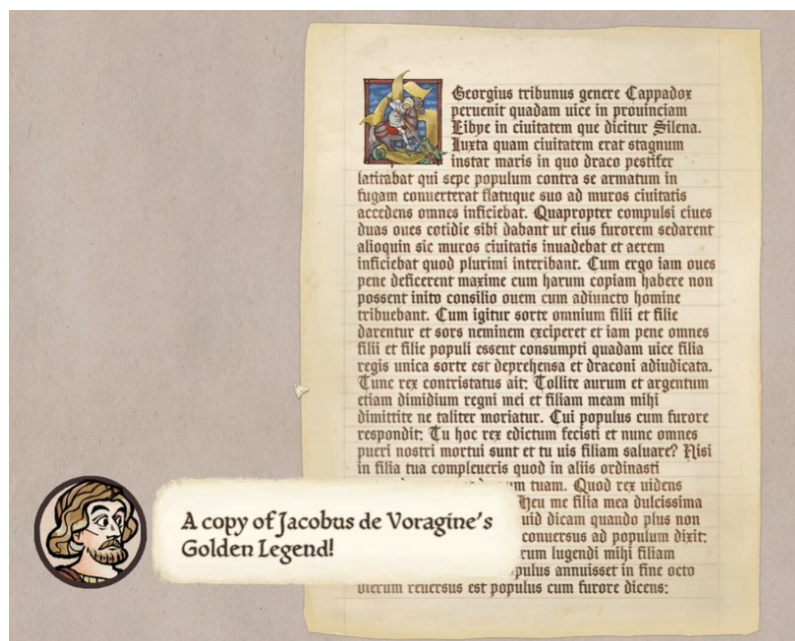 Georgius tribunus genere Cappadox
peruenit quadam uice in prouinciam
Libye in ciuitatem que dicitur Silena.
Iuxta quam ciuitatem erat stagnum
instar maris in quo draco pestifer
latitabat qui sepe populum contra se armatum in
fugam conuerterat flatuque suo ad muros ciuitatis
accedens omnes inficiebat. Quapropter compulsi ciues
duas oues cotidie sibi dabant ut eius furorem sedarent
alioquin sic muros ciuitatis inuadebat et aerem
inficiebat quod plurimi interibant. Cum ergo iam oues
pene deficerent maxime cum harum copiam habere non
possent inito consilio ouem cum adiuncto homine
tribuebant. Cum igitur sorte omnium filii et filie
darentur et sors neminem exciperet et iam pene omnes
filii et filie populi essent consumpti quadam uice filia
regis unica sorte est deprehensa et draconi adiudicata.
Tunc rex contristatus ait: Tollite aurum et argentum
etiam dimidium regni mei et filiam meam mihi
dimittite ne taliter moriatur. Cui populus cum furore
respondit: Tu hoc rex edictum fecisti et nunc omnes
pueri nostri mortui sunt et tu uis filiam saluare? Nisi
in filia tua compleueris quod in aliis ordinasti
tuam. Quod rex uidens
Heu me filia mea dulcissima
dicam quando plus non
conuersus ad populum dixit:
lugendi mihi filiam
annuisset in fine octo
dierum reuersus est populus cum furore dicens:
A copy of Jacobus de Voragine's
Golden Legend!